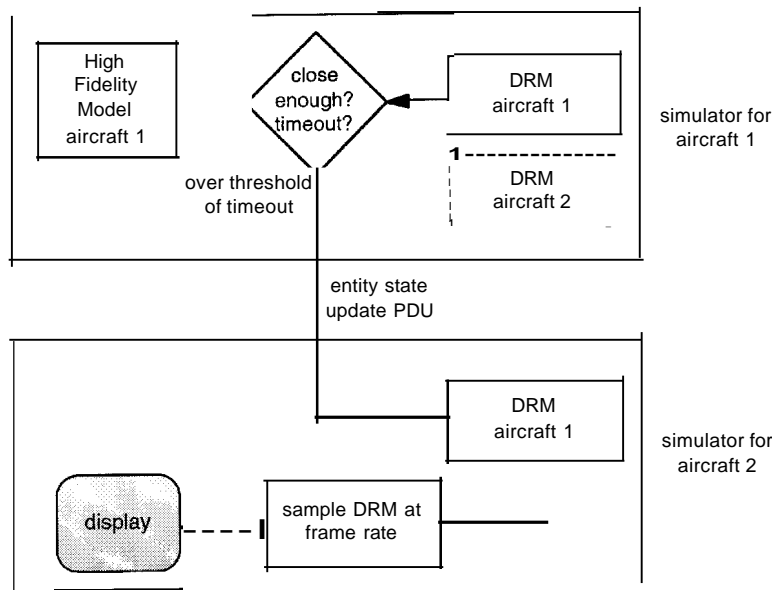 High
Fidelity
Model
aircraft 1
close
enough?
timeout?
DRM
aircraft 1
simulator for
aircraft 1
DRM
aircraft 2
over threshold
of timeout
entity state
update PDU
DRM
aircraft 1
simulator for
aircraft 2
display
sample DRM at
frame rate